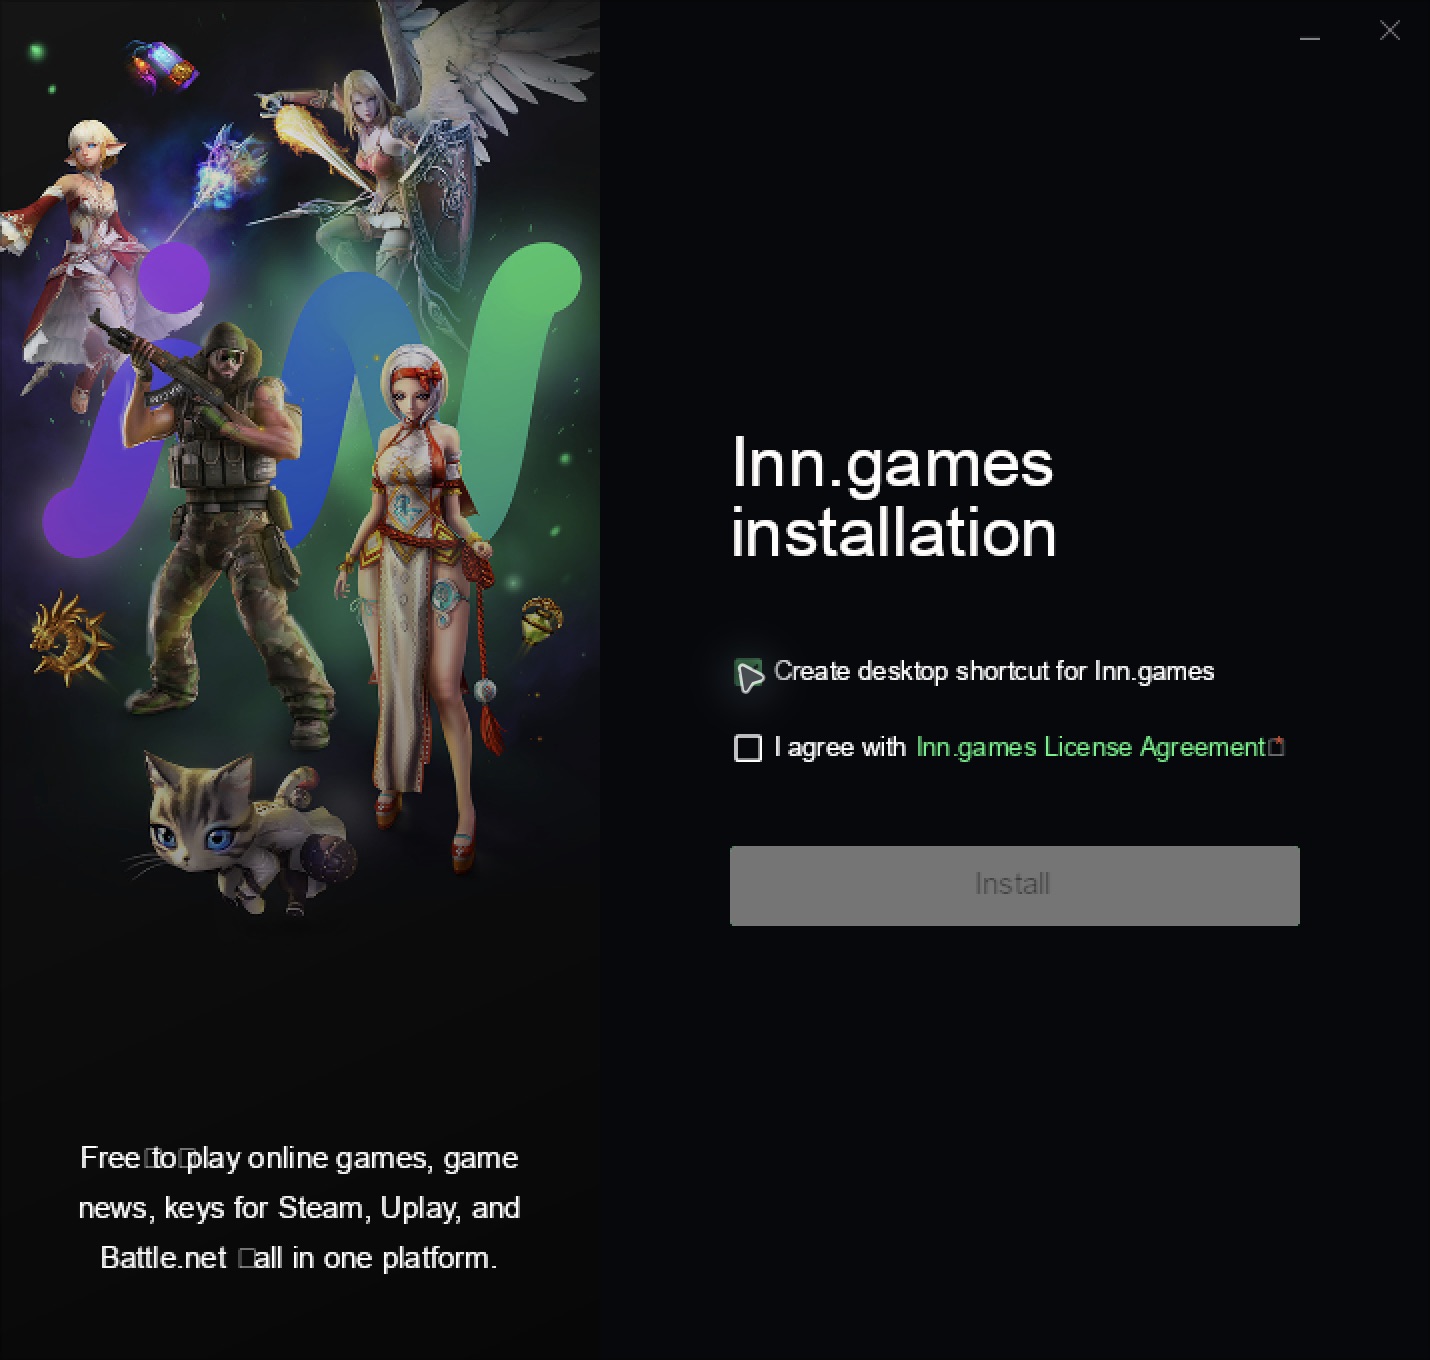 Inn.games
installation
Create desktop shortcut for Inn.games
I agree with Inn.games License Agreement
Install
Free to play online games, game
news, keys for Steam, Uplay, and
Battle.net all in one platform.